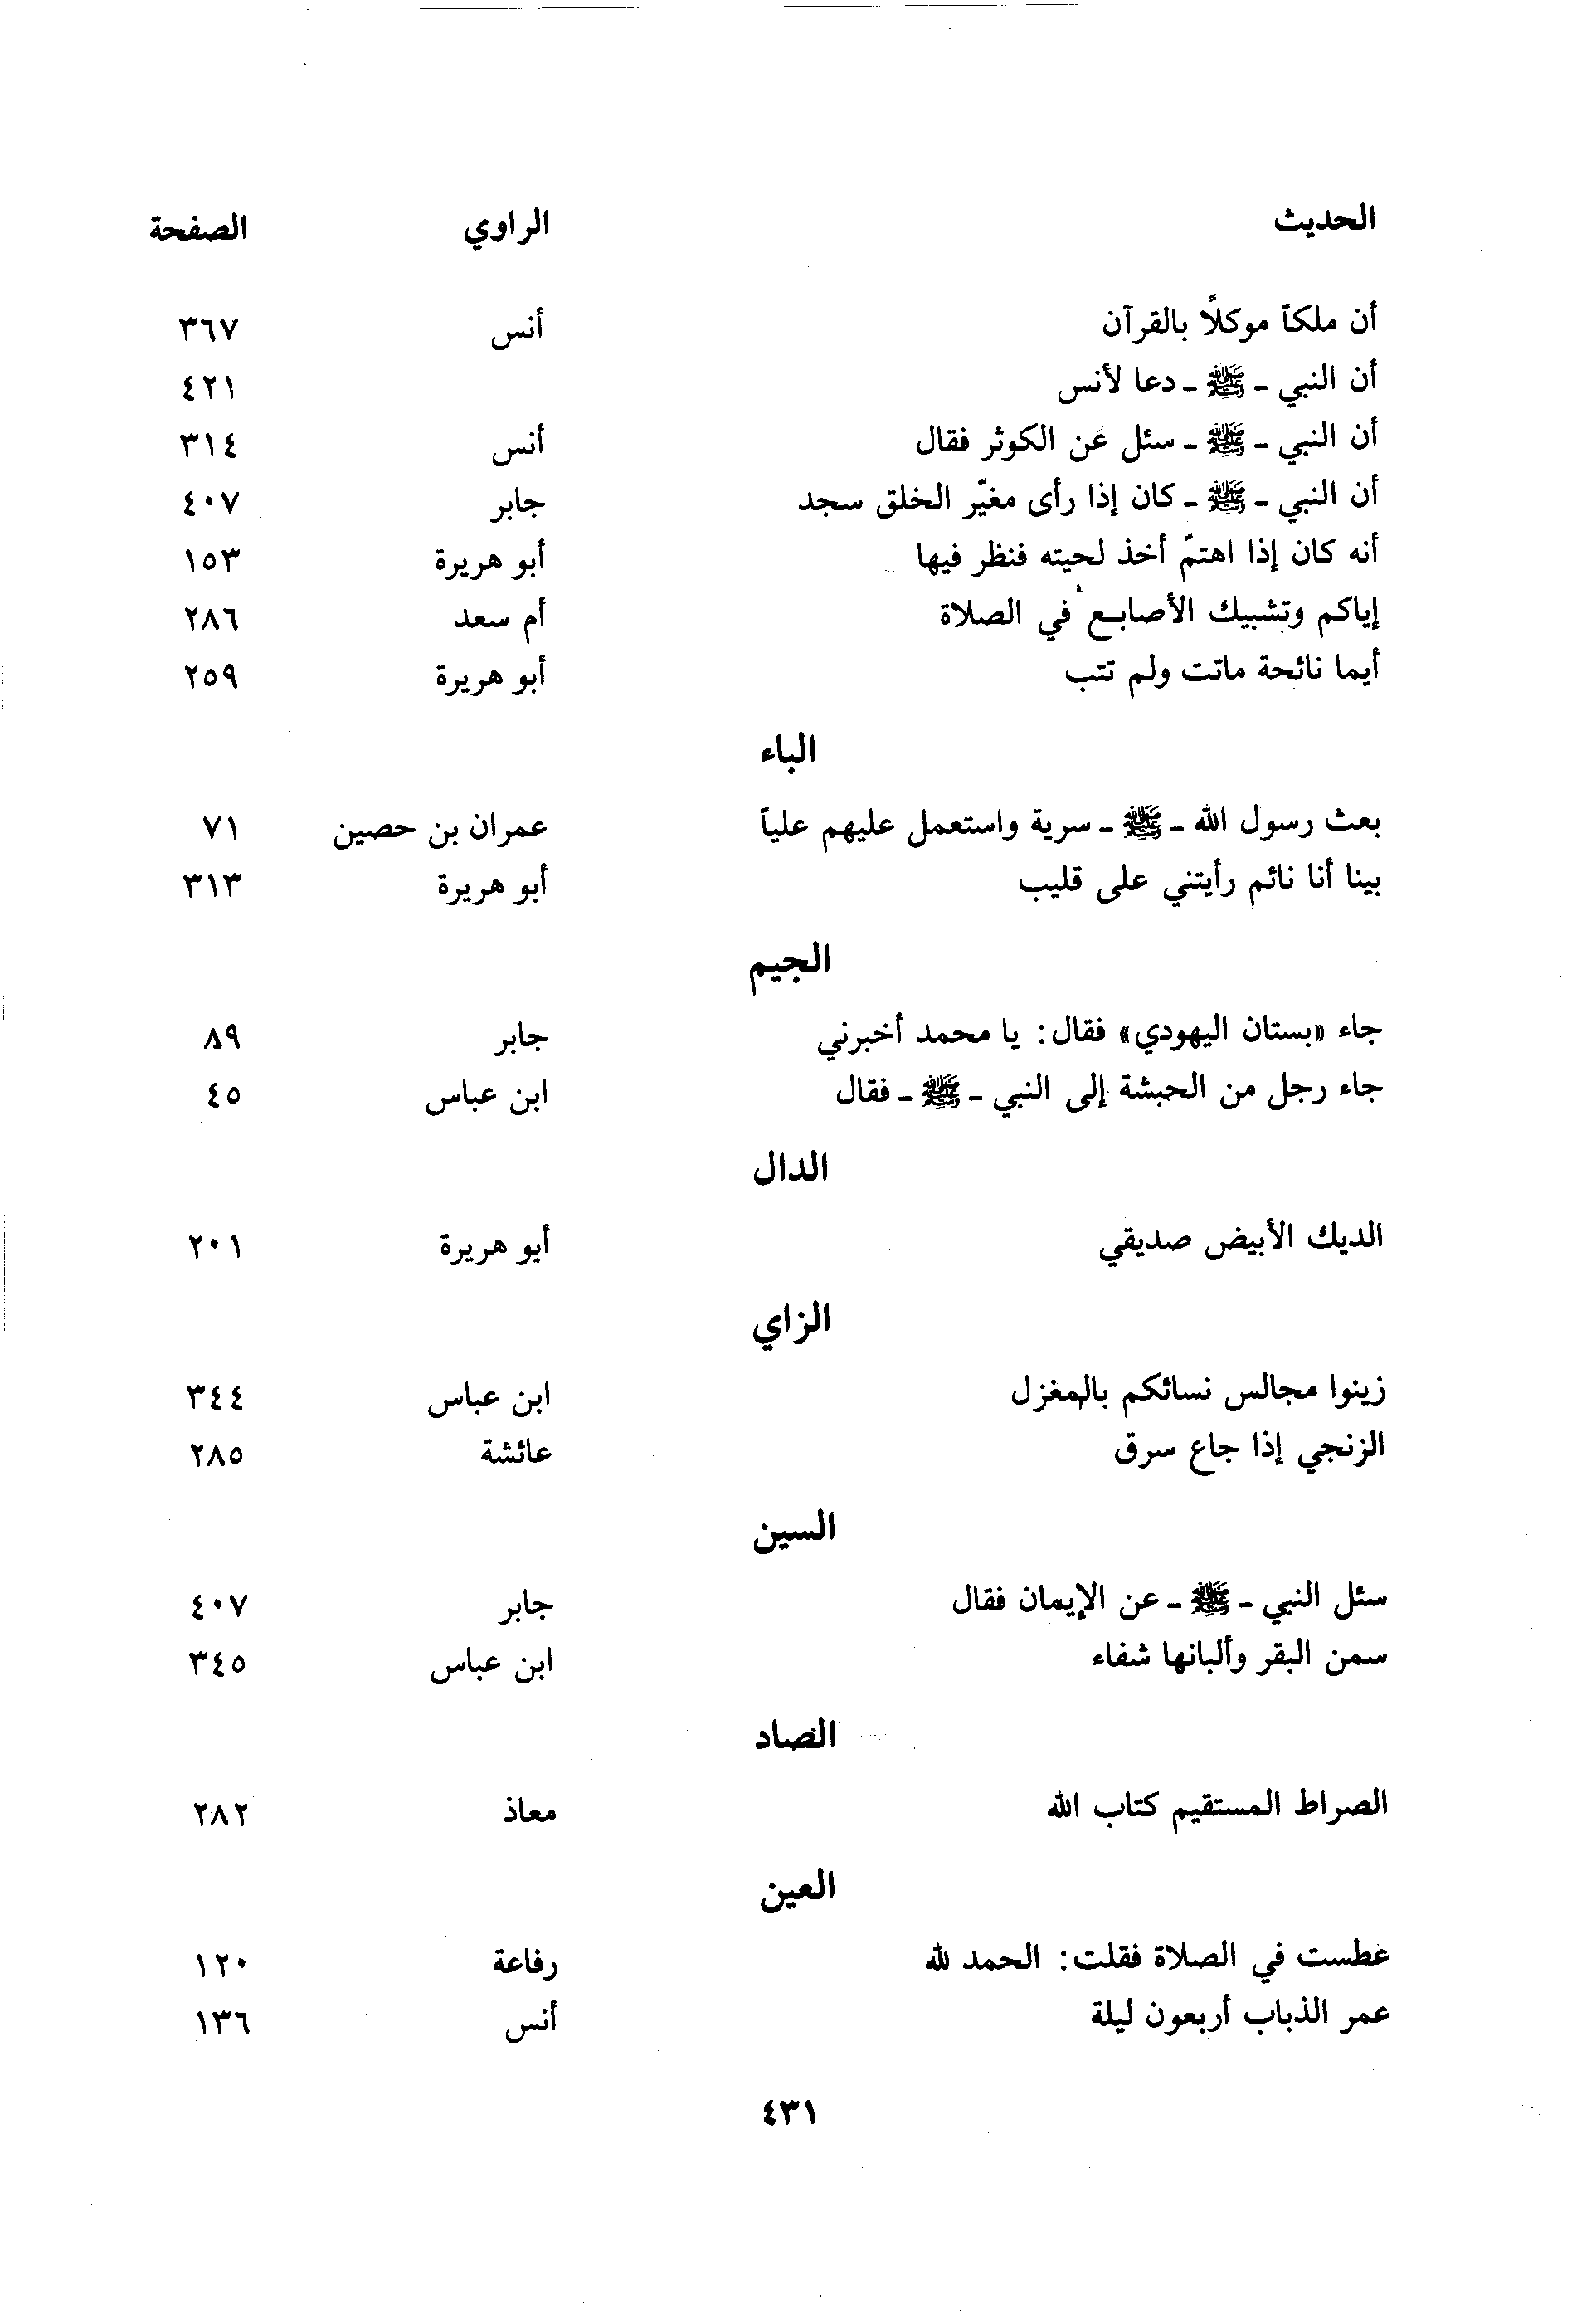 الحديث الراوي الصفحة
أن ملكاً موكلاً بالقرآن أنس ٣٦٧
أن النبي - ﷺ - دعا لأنس ٤٢١
أن النبي - ﷺ - سئل عن الكوثر فقال أنس ٣١٤
أن النبي - ﷺ - كان إذا رأى مغيّر الخلق سجد جابر ٤٠٧
أنه كان إذا اهتمّ أخذ لحيته فنظر فيها أبو هريرة ١٥٣
إياكم وتشبيك الأصابع في الصلاة أم سعد ٢٨٦
أيما نائحة ماتت ولم تتب أبو هريرة ٢٥٩
الباء
بعث رسول الله - ﷺ - سرية واستعمل عليهم علياً عمران بن حصين ٧١
بينا أنا نائم رأيتني على قليب أبو هريرة ٣١٣
الجيم
جاء «بستان اليهودي» فقال: يا محمد أخبرني جابر ٨٩
جاء رجل من الحبشة إلى النبي - ﷺ - فقال ابن عباس ٤٥
الدال
الديك الأبيض صديقي أبو هريرة ٢٠١
الزاي
زينوا مجالس نسائكم بالمغزل ابن عباس ٣٤٤
الزنجي إذا جاع سرق عائشة ٢٨٥
السين
سئل النبي - ﷺ - عن الإيمان فقال جابر ٤٠٧
سمن البقر وألبانها شفاء ابن عباس ٣٤٥
الصاد
الصراط المستقيم كتاب الله معاذ ٢٨٢
العين
عطست في الصلاة فقلت: الحمد لله رفاعة ١٢٠
عمر الذباب أربعون ليلة أنس ١٣٦
٤٣١